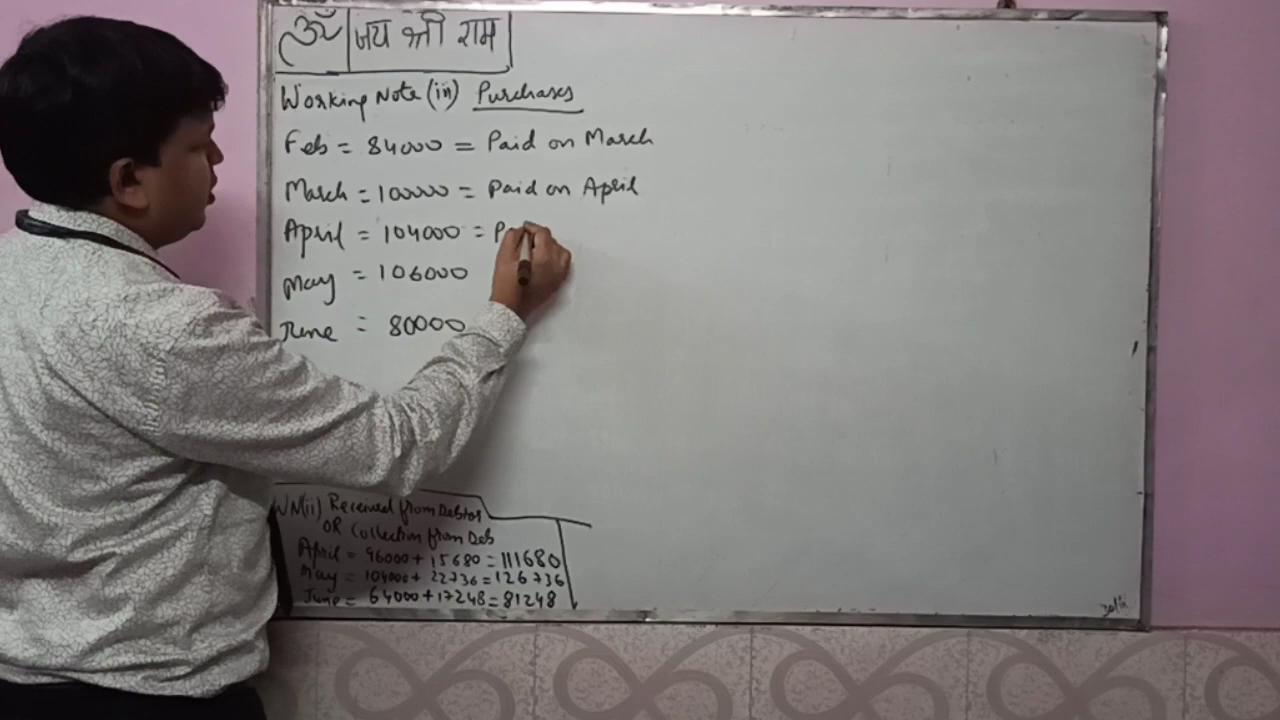 ॐ जय श्री राम
Working Note (iii) Purchases
Feb = 84000 = Paid on March
March = 100000 = Paid on April
April = 104000 = P
May = 106000
June = 80000
WN(ii) Received from Debtor
OR Collection from Deb
April = 96000 + 15680 = 111680
May = 104000 + 22736 = 126736
June = 64000 + 17248 = 81248